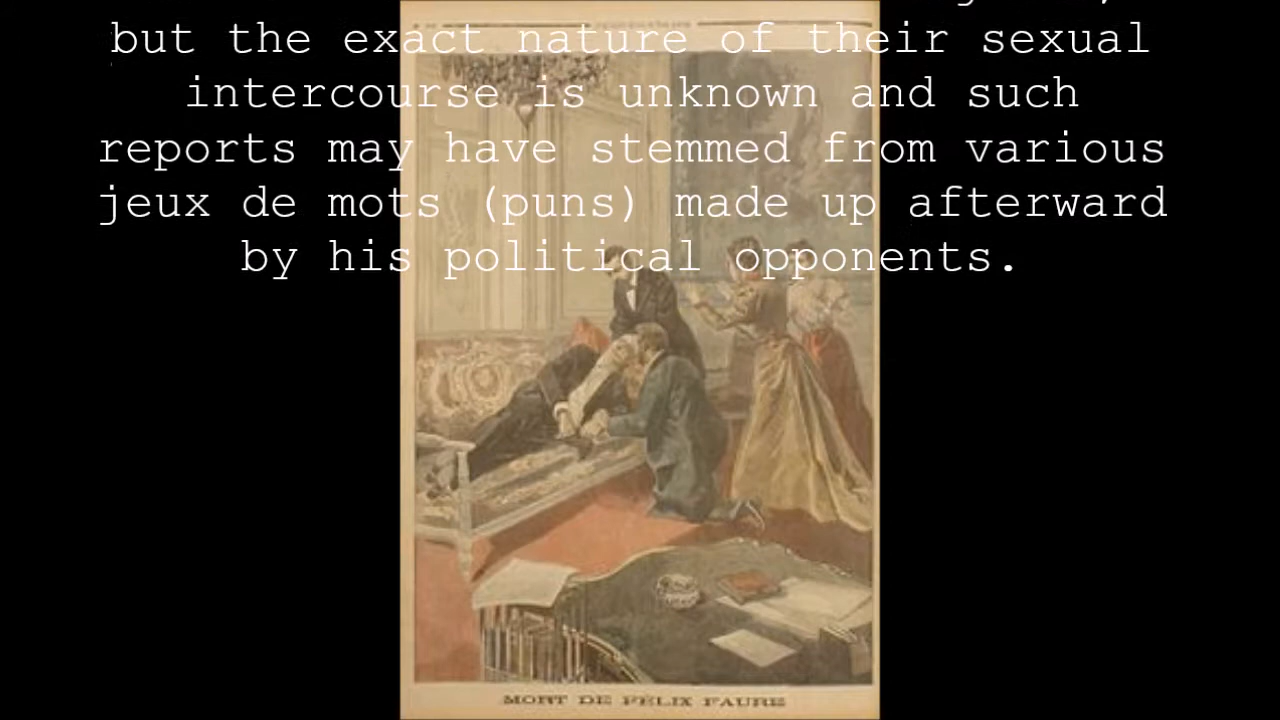 but the exact nature of their sexual
intercourse is unknown and such
reports may have stemmed from various
jeux de mots (puns) made up afterward
by his political opponents.
MORT DE FÉLIX FAURE